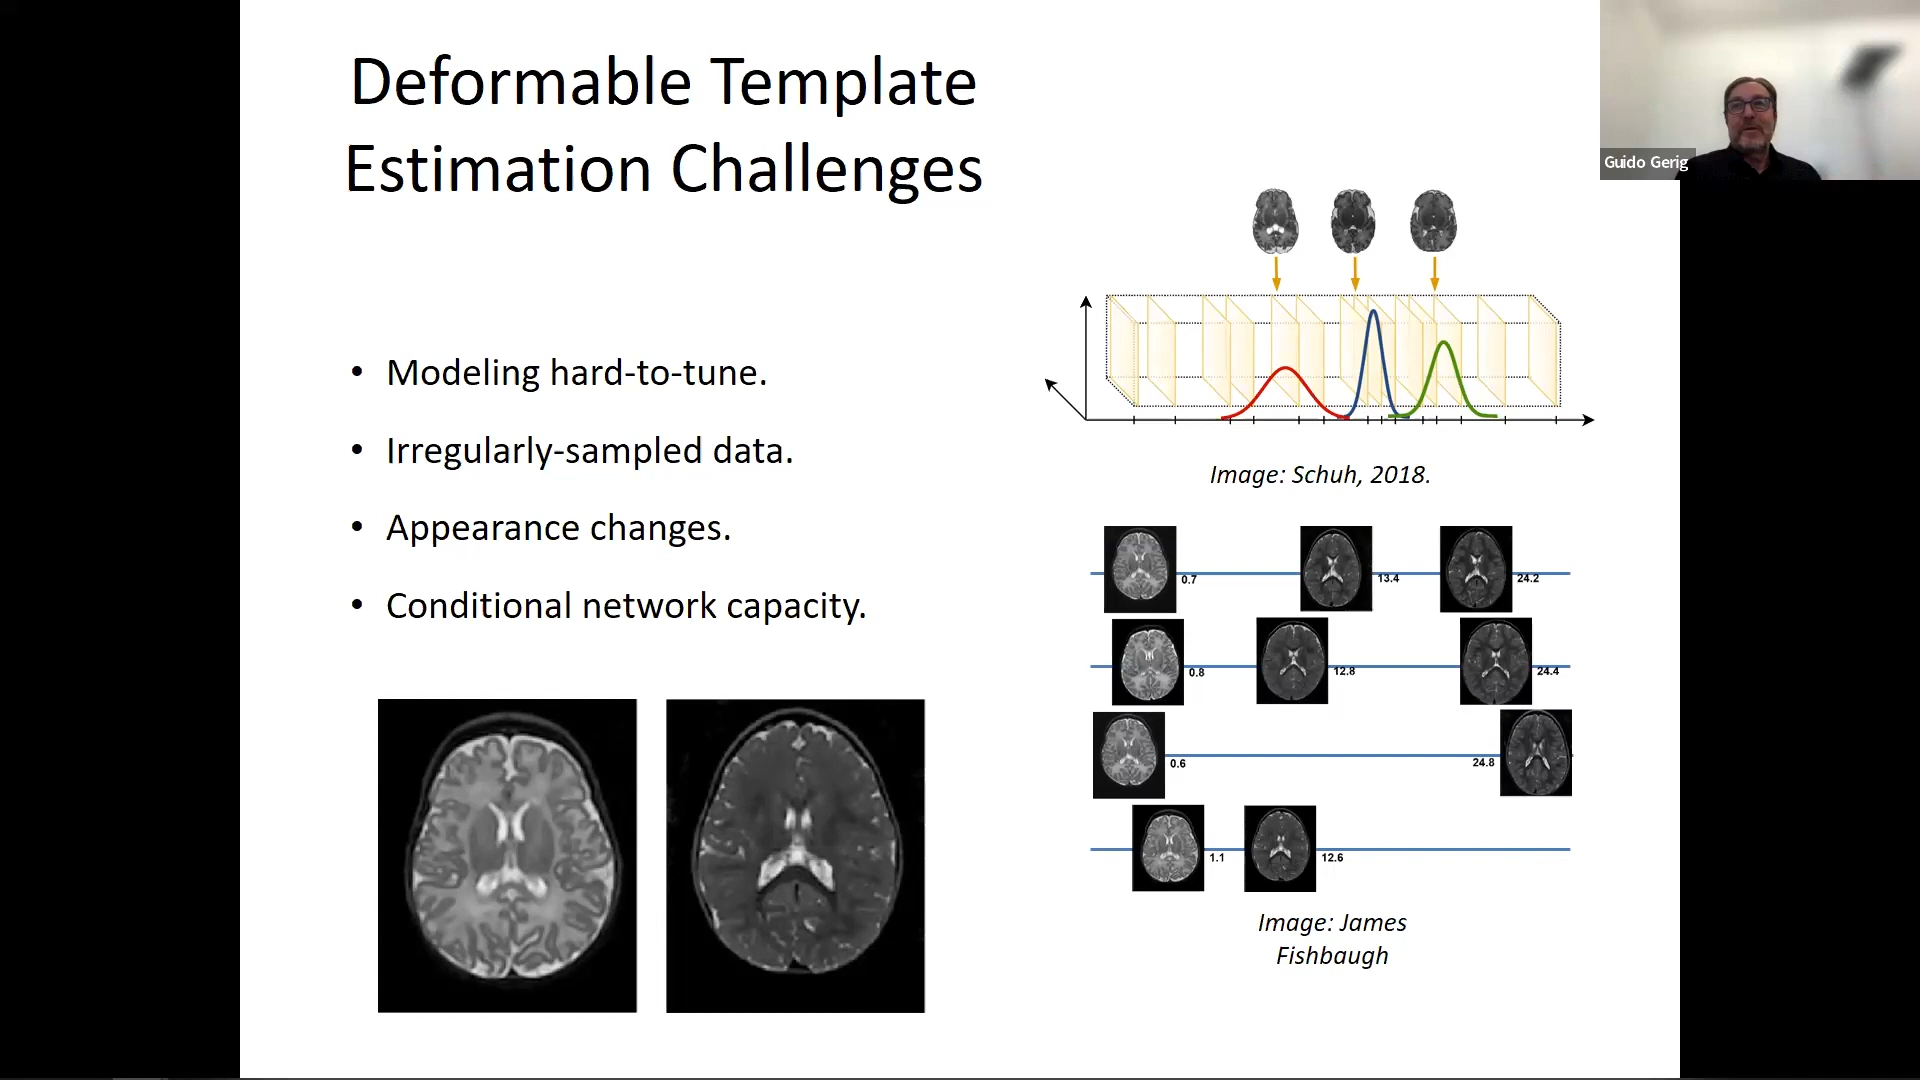 Deformable Template
Estimation Challenges
Guido Gerig
• Modeling hard-to-tune.
• Irregularly-sampled data.
• Appearance changes.
• Conditional network capacity.
Image: Schuh, 2018.
0.7
13.4
24.2
0.8
12.8
24.4
0.6
24.8
1.1
12.6
Image: James
Fishbaugh